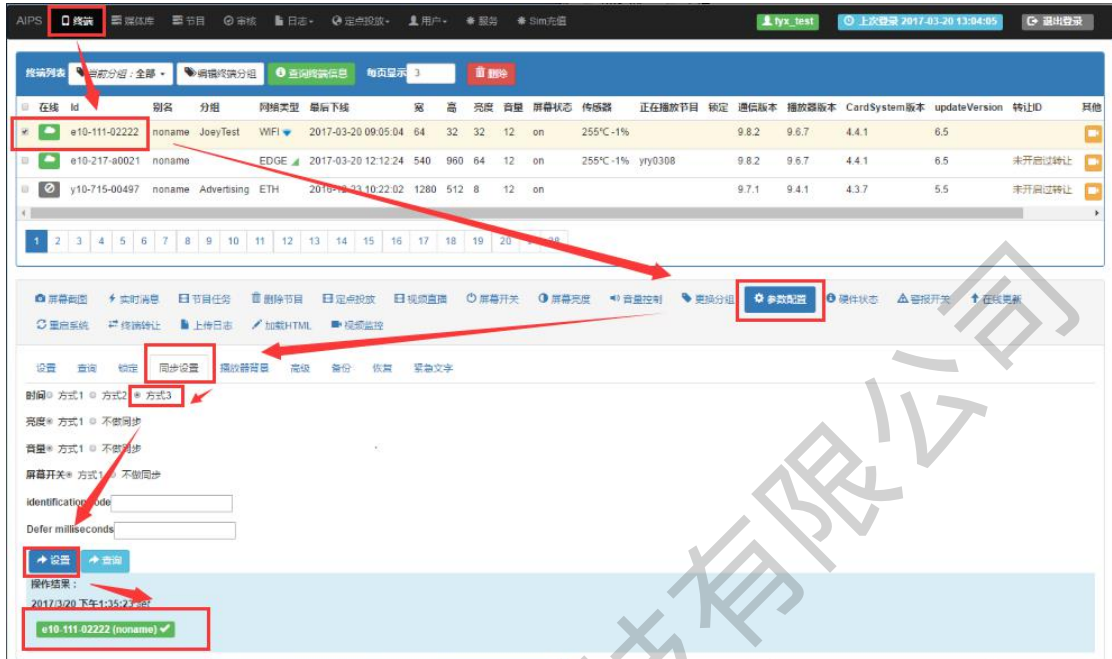 AIPS 终端 媒体库 节目 审核 日志 定点投放 用户 服务 Sim充值 tyx_test 上次登录 2017-03-20 13:04:05 退出登录
终端列表 当前分组 : 全部 编辑终端分组 查询终端信息 每页显示 3 删除
在线 Id 别名 分组 网络类型 最后下线 宽 高 亮度 音量 屏幕状态 传感器 正在播放节目 锁定 通信版本 播放器版本 CardSystem版本 updateVersion 转让ID 其他
e10-111-02222 noname JoeyTest WIFI 2017-03-20 09:05:04 64 32 32 12 on 255℃-1% 9.8.2 9.6.7 4.4.1 6.5
e10-217-a0021 noname EDGE 2017-03-20 12:12:24 540 960 64 12 on 255℃-1% yry0308 9.8.2 9.6.7 4.4.1 6.5 未开启过转让
y10-715-00497 noname Advertising ETH 10:22:02 1280 512 8 12 on 9.7.1 9.4.1 4.3.7 5.5 未开启过转让
1 2 3 4 5 6 7 8 9 10 11 12 13 14 15 16 17 18 19 20 28
屏幕截图 实时消息 节目任务 删除节目 定点投放 视频直播 屏幕开关 屏幕亮度 音量控制 更换分组 参数配置 硬件状态 警报开关 在线更新
重启系统 终端转让 上传日志 加载HTML 视频监控
设置 查询 锁定 同步设置 播放器背景 高级 备份 恢复 紧急文字
时间 方式1 方式2 方式3
亮度 方式1 不做同步
音量 方式1 不做同步
屏幕开关 方式1 不做同步
identification code
Defer milliseconds
设置 查询
操作结果：
2017/3/20 下午1:35:23 set
e10-111-02222 (noname)
技有限公司